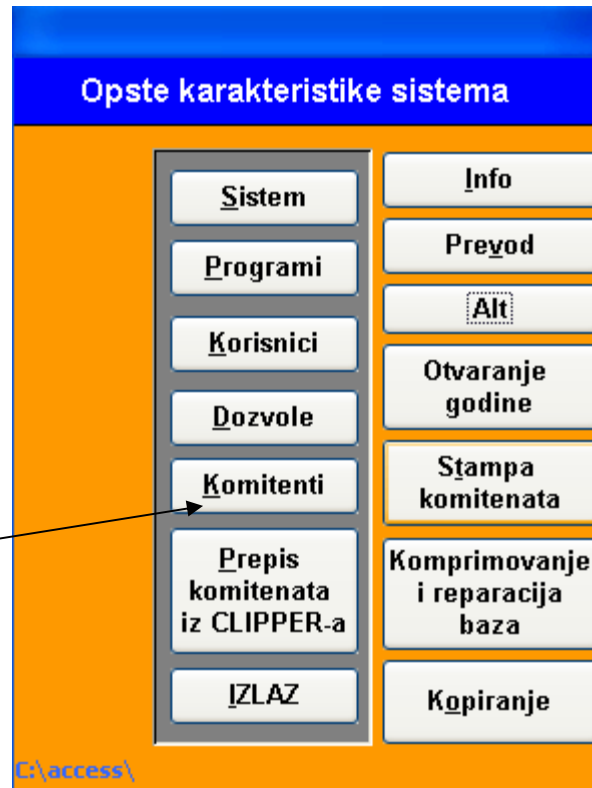 Opste karakteristike sistema
Sistem
Programi
Korisnici
Dozvole
Komitenti
Prepis
komitenata
iz CLIPPER-a
IZLAZ
Info
Prevod
Alt
Otvaranje
godine
Stampa
komitenata
Komprimovanje
i reparacija
baza
Kopiranje
C:\access\